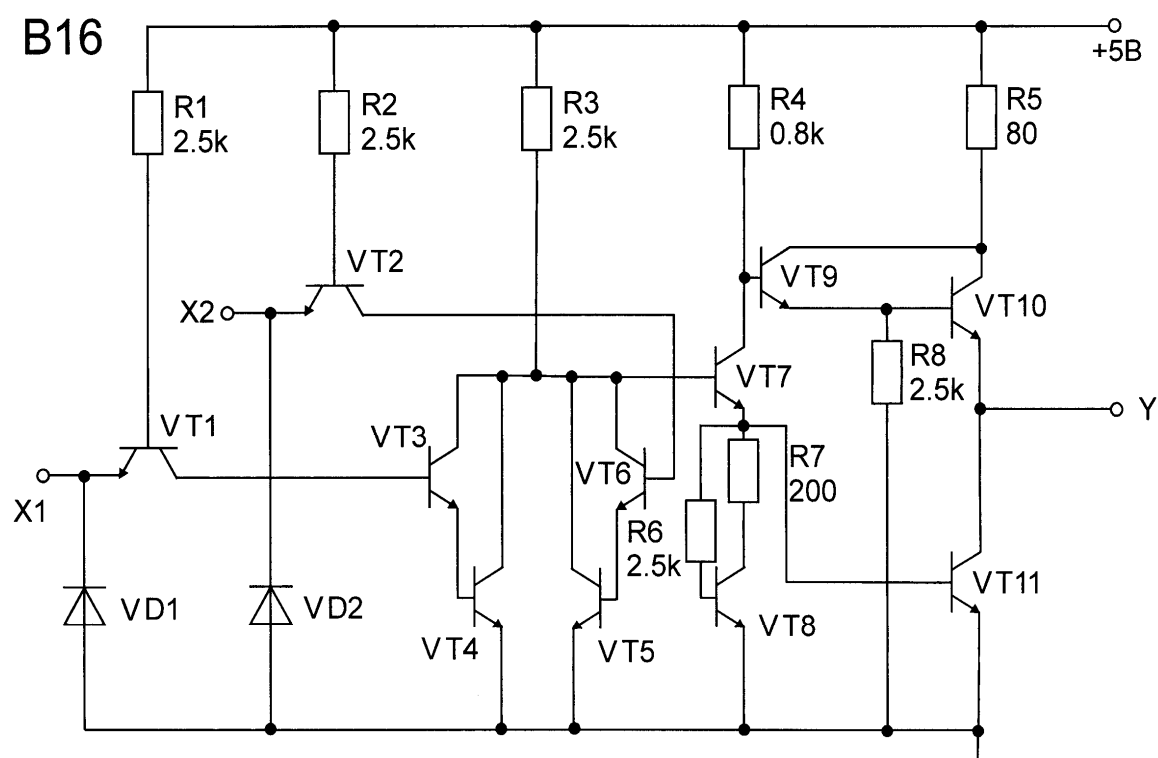 B16
+5B
R1
2.5k
R2
2.5k
R3
2.5k
R4
0.8k
R5
80
VT2
VT9
X2
VT10
R8
2.5k
VT7
Y
VT1
VT3
VT6
R7
200
X1
R6
2.5k
VT11
VD1
VD2
VT8
VT4
VT5